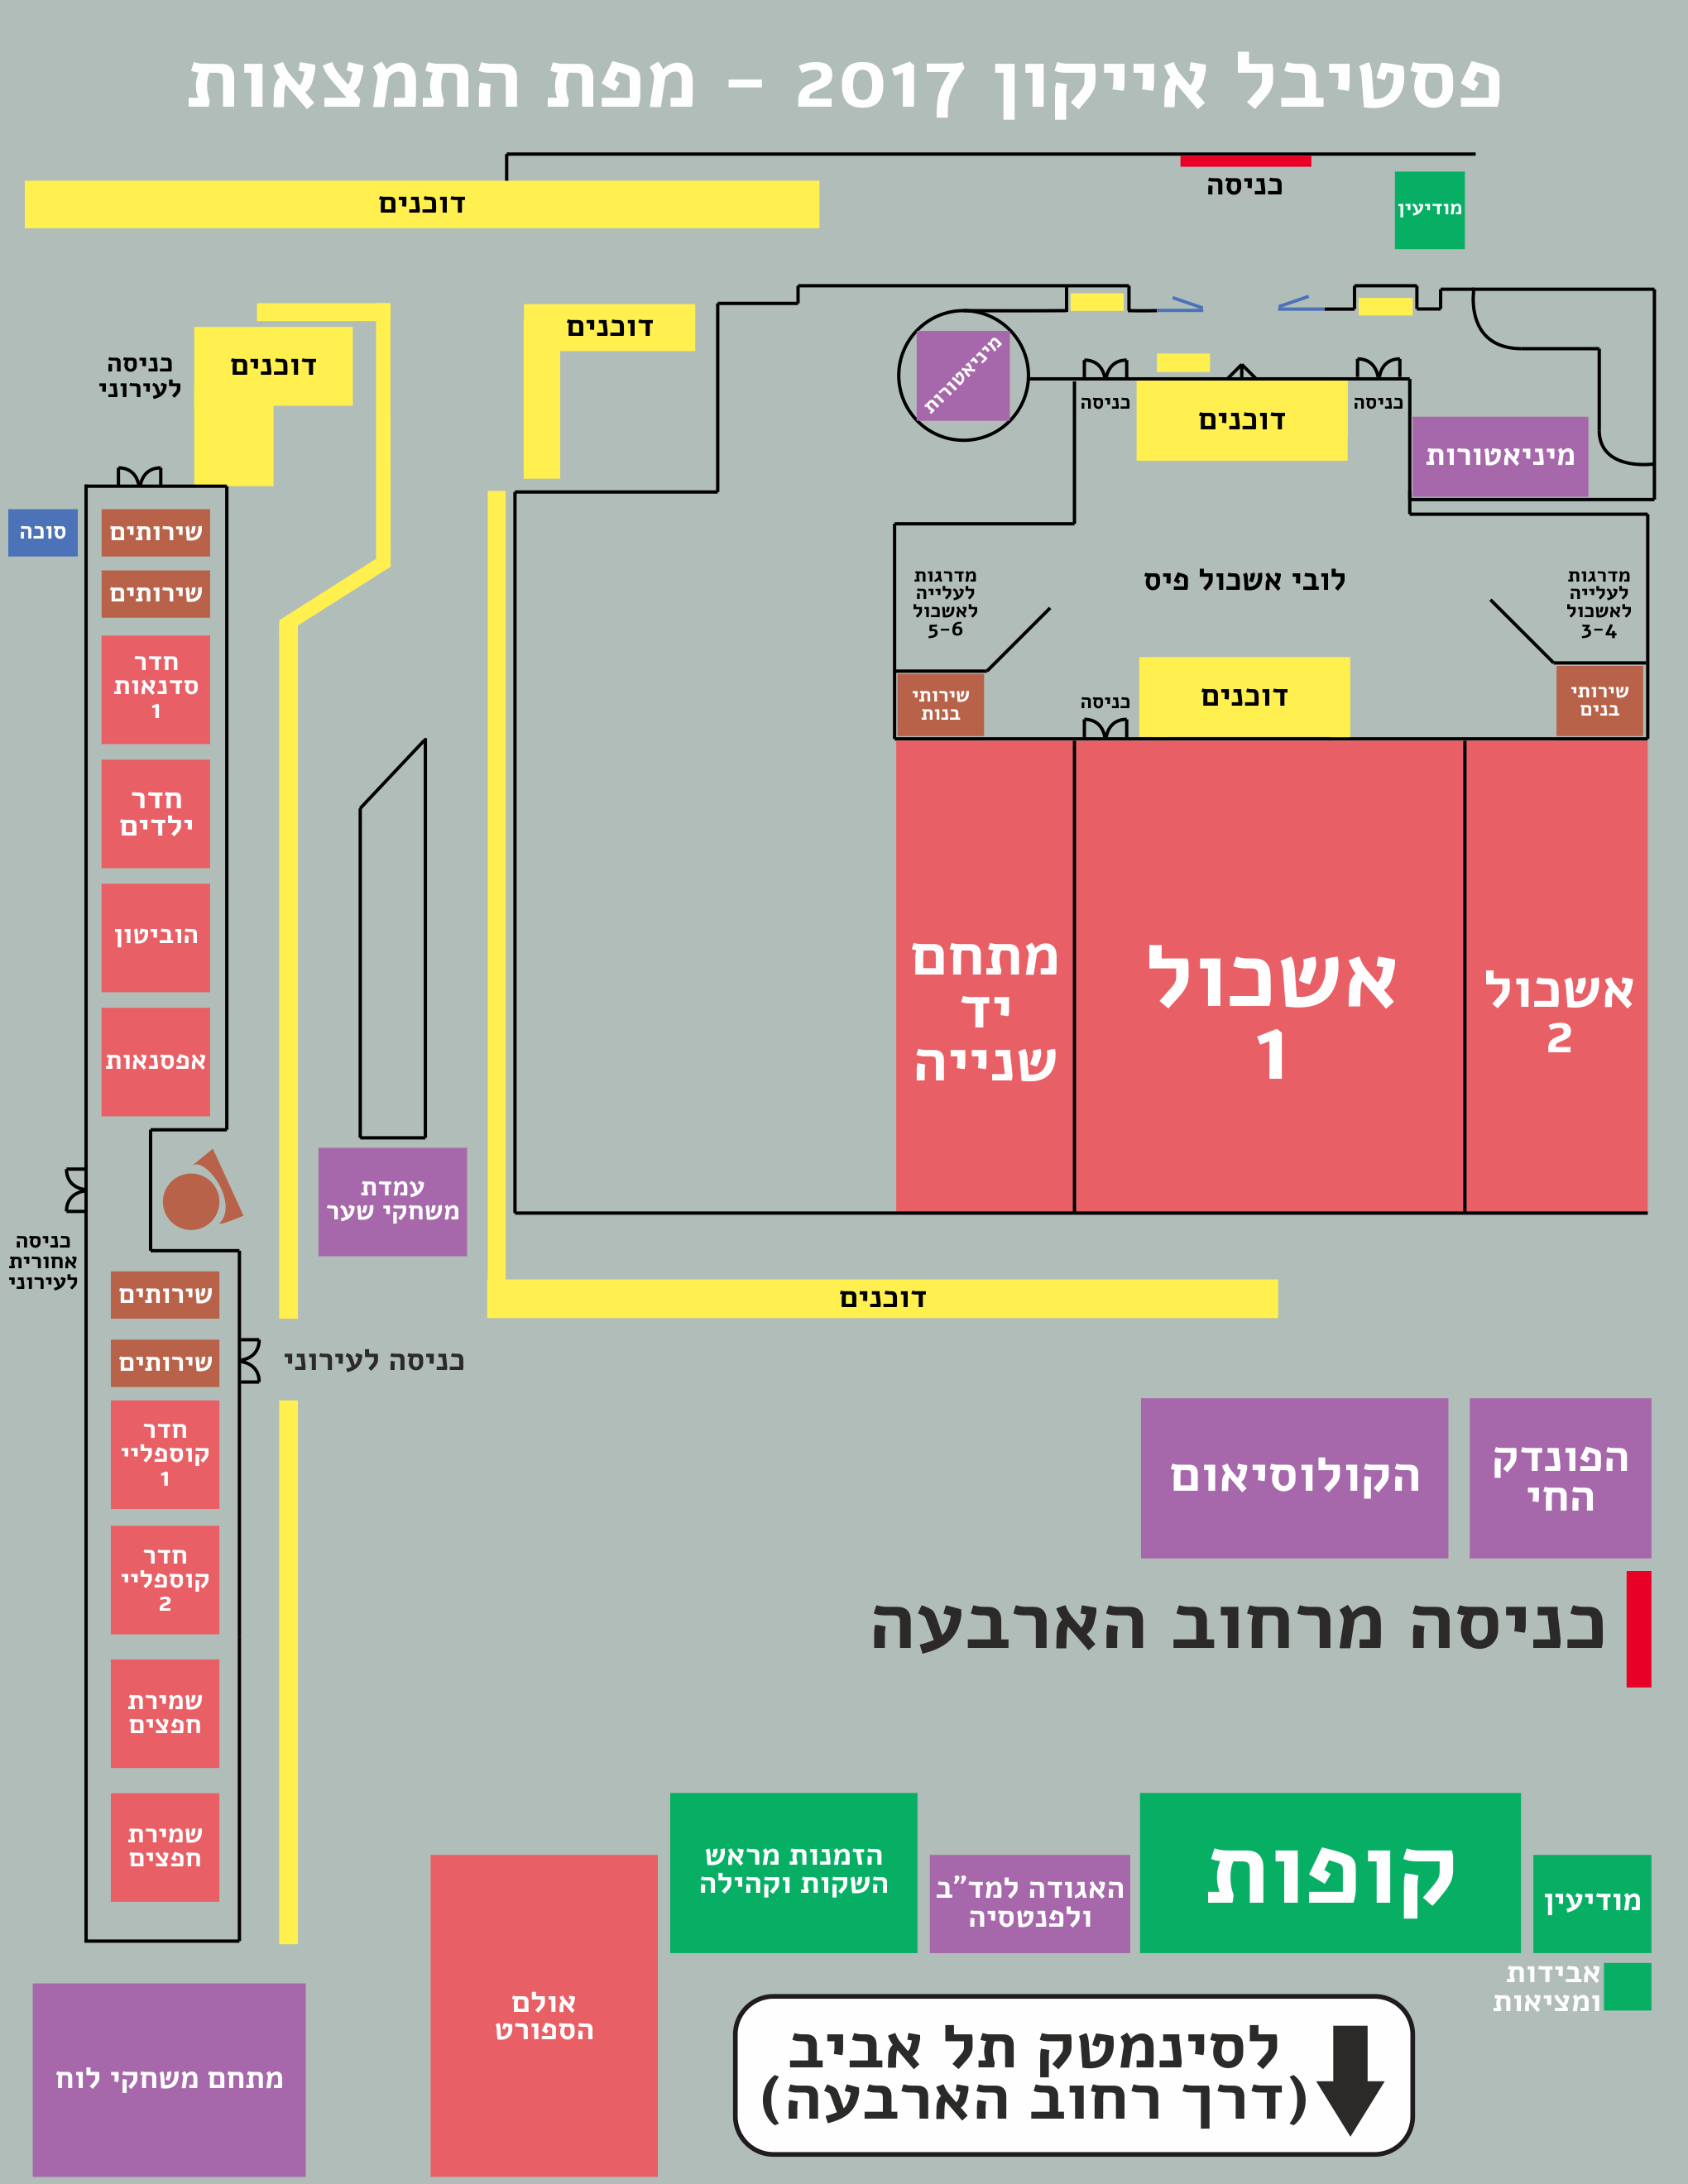 פסטיבל אייקון 2017 – מפת התמצאות
כניסה
דוכנים
מודיעין
דוכנים
מיניאטורות
דוכנים
כניסה
לעירוני
כניסה
דוכנים
כניסה
מיניאטורות
סוכה
שירותים
שירותים
לובי אשכול פיס
מדרגות
לעלייה
לאשכול
3-4
מדרגות
לעלייה
לאשכול
5-6
חדר
סדנאות
1
שירותי
בנים
דוכנים
כניסה
שירותי
בנות
חדר
ילדים
הוביטון
אפסנאות
אשכול
2
אשכול
1
מתחם
יד
שנייה
עמדת
משחקי שער
כניסה
אחורית
לעירוני
שירותים
דוכנים
שירותים
כניסה לעירוני
חדר
קוספליי
1
הפונדק
החי
הקולוסיאום
חדר
קוספליי
2
כניסה מרחוב הארבעה
שמירת
חפצים
שמירת
חפצים
קופות
מודיעין
האגודה למד"ב
ולפנטסיה
הזמנות מראש
השקות וקהילה
אבידות
ומציאות
אולם
הספורט
לסינמטק תל אביב
(דרך רחוב הארבעה)
מתחם משחקי לוח